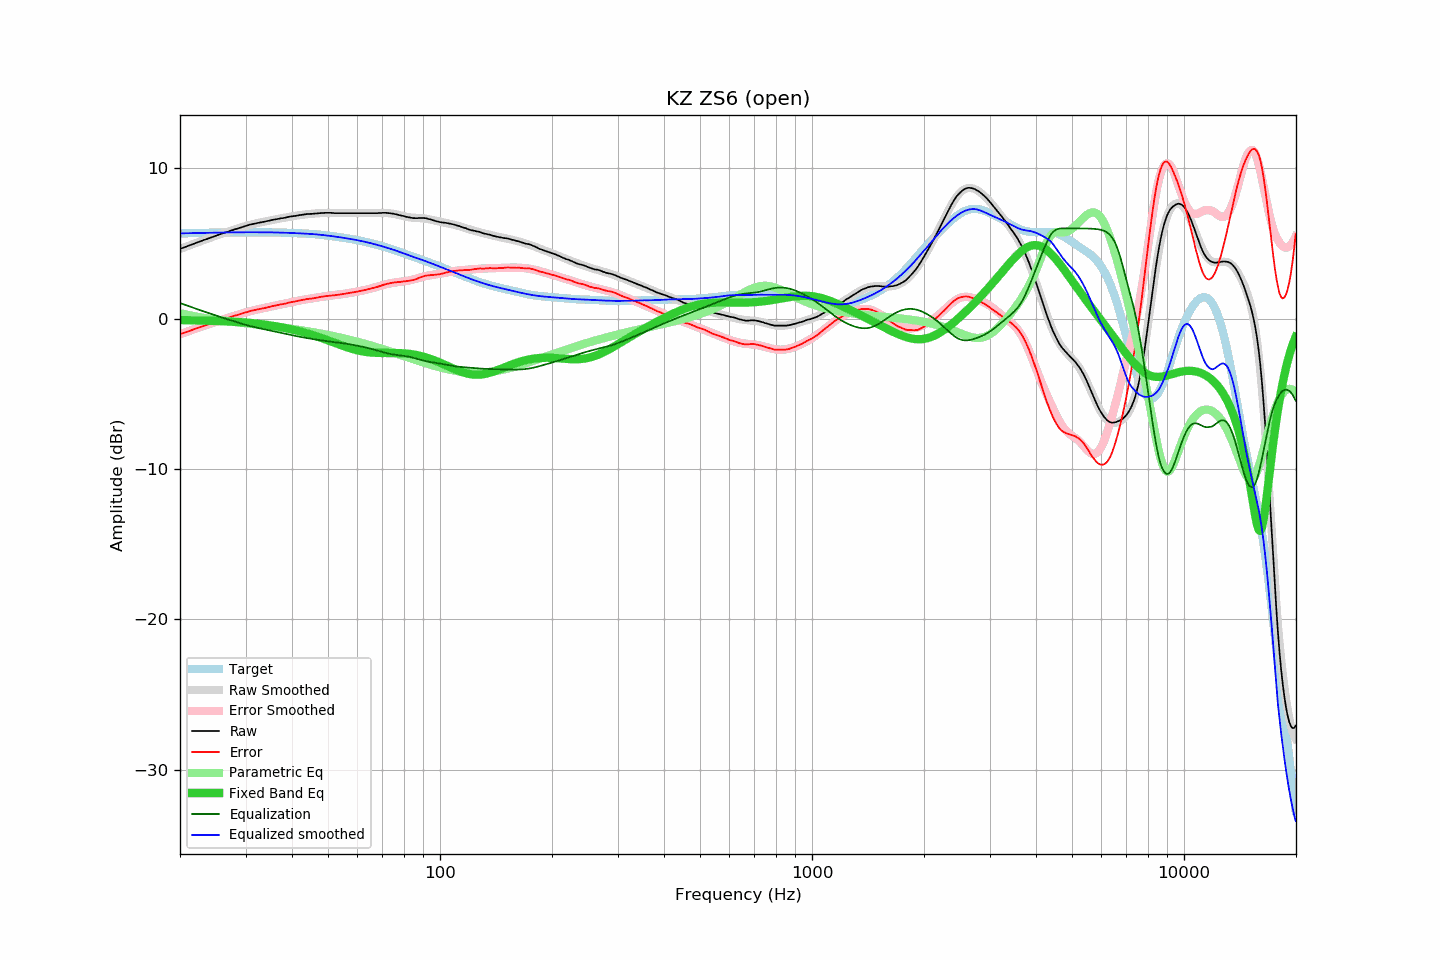 KZ ZS6 (open)
10
0
−10
−20
−30
Amplitude (dBr)
Target
Raw Smoothed
Error Smoothed
Raw
Error
Parametric Eq
Fixed Band Eq
Equalization
Equalized smoothed
100 1000 10000
Frequency (Hz)